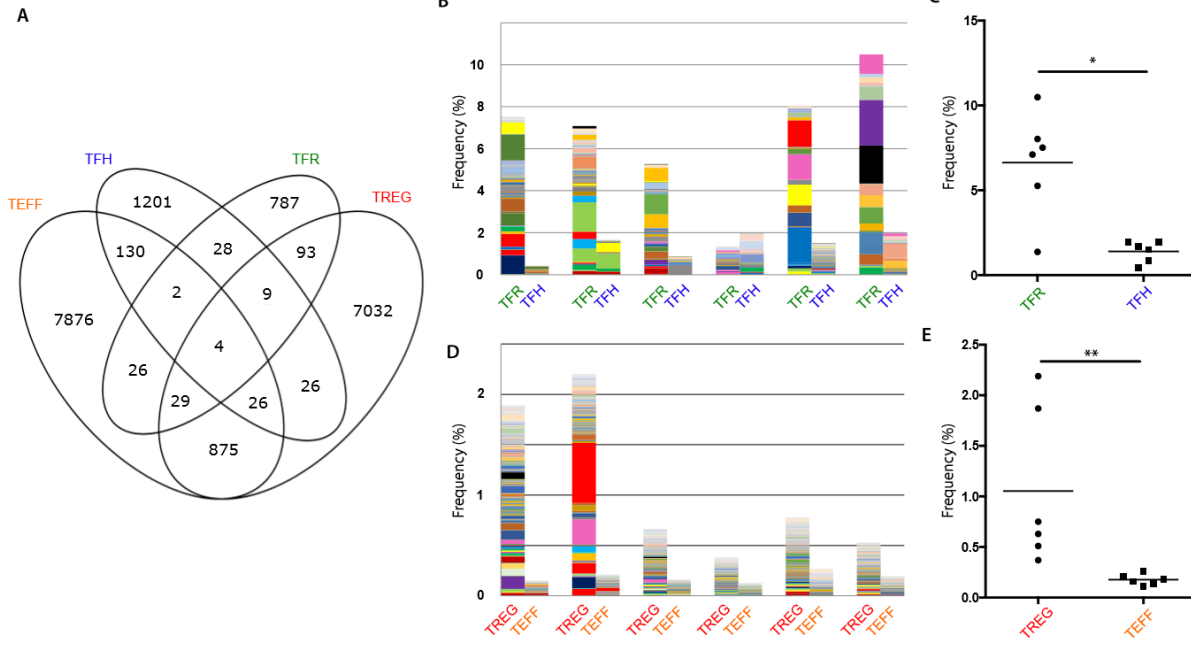 A
TFH
TFR
TEFF
TREG
1201
787
130
28
93
2
9
7876
7032
4
26
26
29
26
875
B
Frequency (%)
10
8
6
4
2
0
TFR TFH TFR TFH TFR TFH TFR TFH TFR TFH TFR TFH
C
Frequency (%)
15
10
5
0
*
TFR TFH
D
Frequency (%)
2
1
0
TREG TEFF TREG TEFF TREG TEFF TREG TEFF TREG TEFF TREG TEFF
E
Frequency (%)
2.5
2.0
1.5
1.0
0.5
0.0
**
TREG TEFF